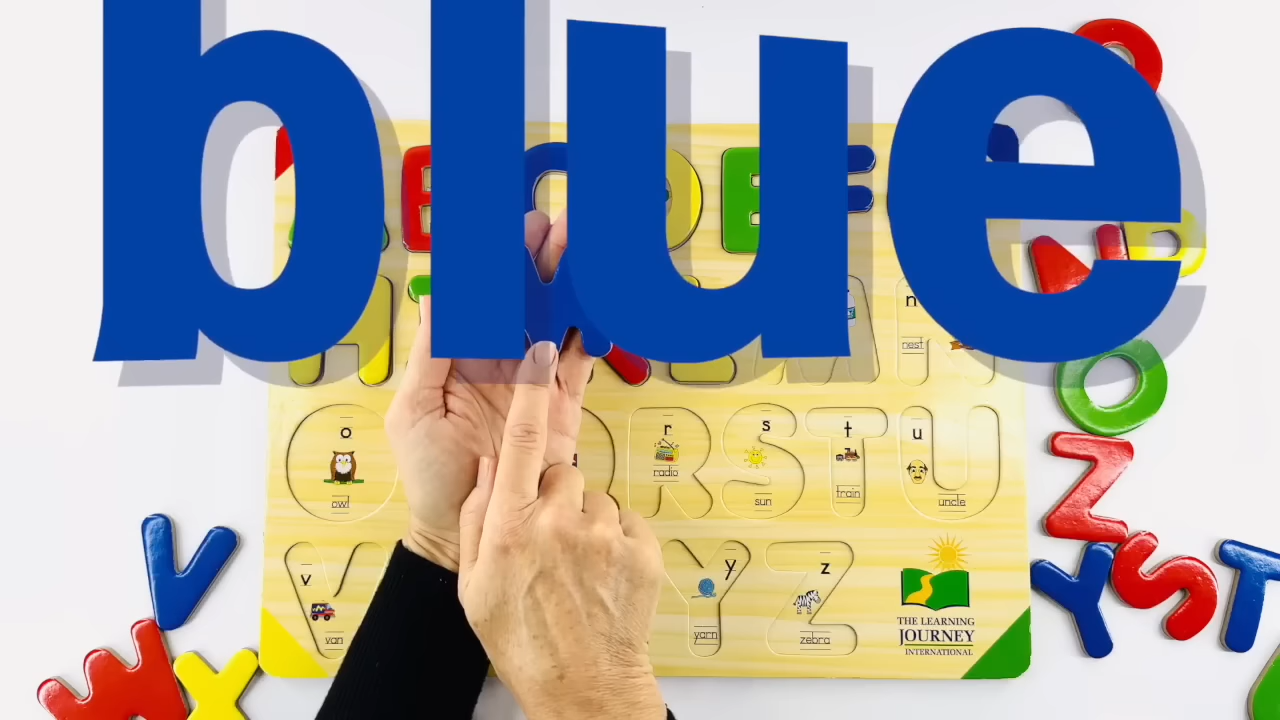 blue
n
nest
o
owl
r
radio
s
sun
t
train
u
uncle
v
van
y
yarn
z
zebra
THE LEARNING
JOURNEY
INTERNATIONAL